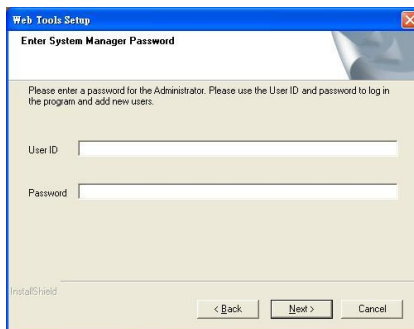 Web Tools Setup
Enter System Manager Password
Please enter a password for the Administrator. Please use the User ID and password to log in
the program and add new users.
User ID
Password
InstallShield
< Back
Next >
Cancel